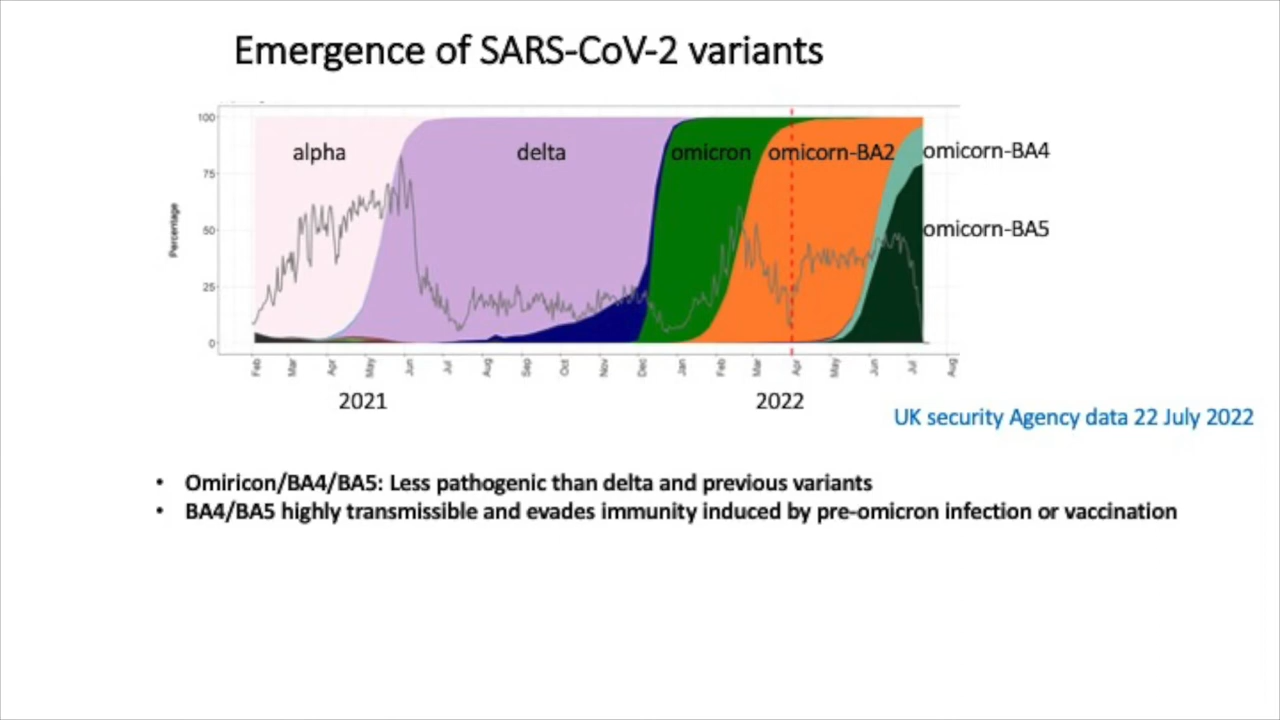 Emergence of SARS-CoV-2 variants
100
75
50
25
0
Percentage
alpha
delta
omicron
omicorn-BA2
omicorn-BA4
omicorn-BA5
Feb Mar Apr May Jun Jul Aug Sep Oct Nov Dec Jan Feb Mar Apr May Jun Jul Aug
2021
2022
UK security Agency data 22 July 2022
• Omiricon/BA4/BA5: Less pathogenic than delta and previous variants
• BA4/BA5 highly transmissible and evades immunity induced by pre-omicron infection or vaccination